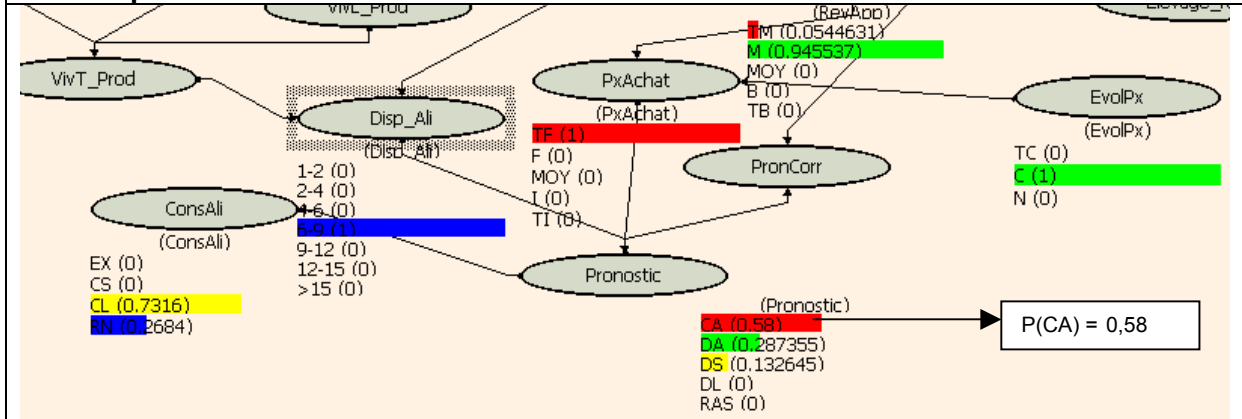 VivL_Prod
(RevApp)
TM (0.0544631)
M (0.945537)
MOY (0)
B (0)
TB (0)
VivT_Prod
PxAchat
(PxAchat)
TF (1)
F (0)
MOY (0)
I (0)
TI (0)
EvolPx
(EvolPx)
TC (0)
C (1)
N (0)
Disp_Ali
(Disp_Ali)
1-2 (0)
2-4 (0)
4-6 (0)
6-9 (1)
9-12 (0)
12-15 (0)
>15 (0)
PronCorr
ConsAli
(ConsAli)
EX (0)
CS (0)
CL (0.7316)
RN (0.2684)
Pronostic
(Pronostic)
CA (0.58)
DA (0.287355)
DS (0.132645)
DL (0)
RAS (0)
P(CA) = 0,58